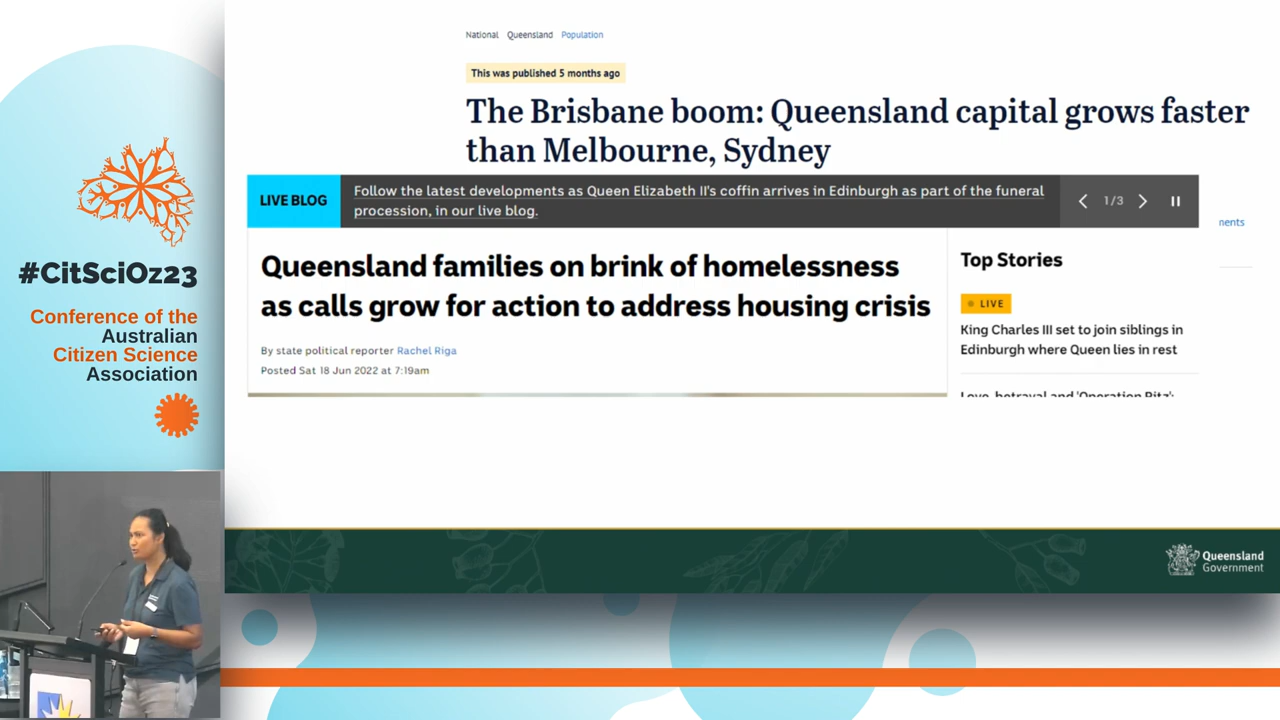 #CitSciOz23
Conference of the
Australian
Citizen Science
Association
National Queensland Population
This was published 5 months ago
The Brisbane boom: Queensland capital grows faster
than Melbourne, Sydney
LIVE BLOG
Follow the latest developments as Queen Elizabeth II's coffin arrives in Edinburgh as part of the funeral
procession, in our live blog.
1/3
ments
Queensland families on brink of homelessness
as calls grow for action to address housing crisis
By state political reporter Rachel Riga
Posted Sat 18 Jun 2022 at 7:19am
Top Stories
LIVE
King Charles III set to join siblings in
Edinburgh where Queen lies in rest
Love, betrayal and 'Operation Ritz':
Queensland
Government